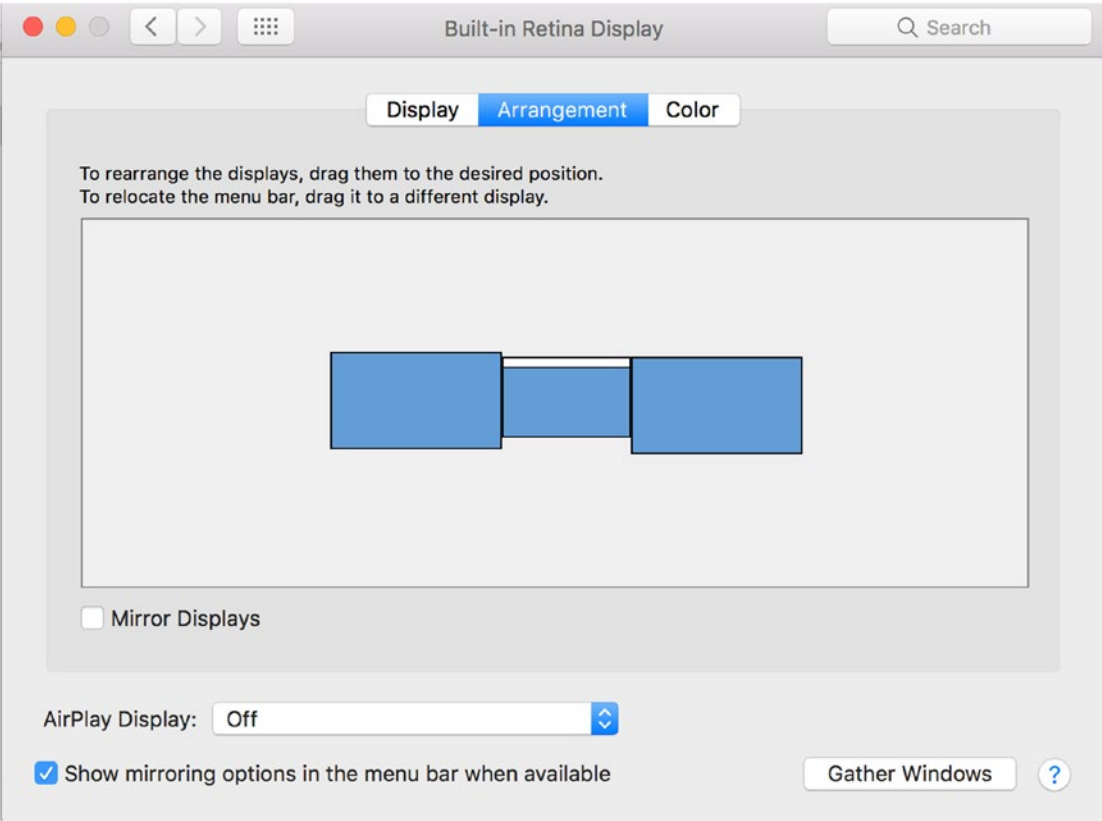 Built-in Retina Display
Search
Display
Arrangement
Color
To rearrange the displays, drag them to the desired position.
To relocate the menu bar, drag it to a different display.
Mirror Displays
AirPlay Display:
Off
Show mirroring options in the menu bar when available
Gather Windows
?